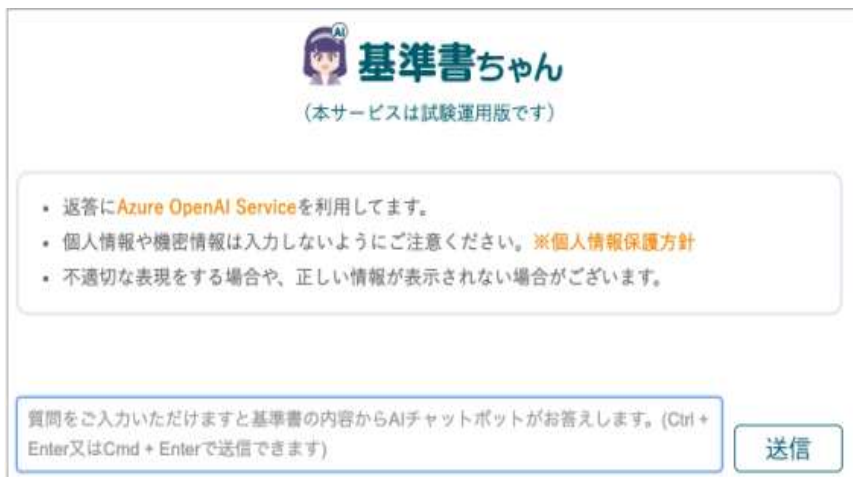 AI
基準書ちゃん
（本サービスは試験運用版です）
• 返答にAzure OpenAI Serviceを利用してます。
• 個人情報や機密情報は入力しないようにご注意ください。※個人情報保護方針
• 不適切な表現をする場合や、正しい情報が表示されない場合がございます。
質問をご入力いただけますと基準書の内容からAIチャットボットがお答えします。(Ctrl +
Enter又はCmd + Enterで送信できます)
送信